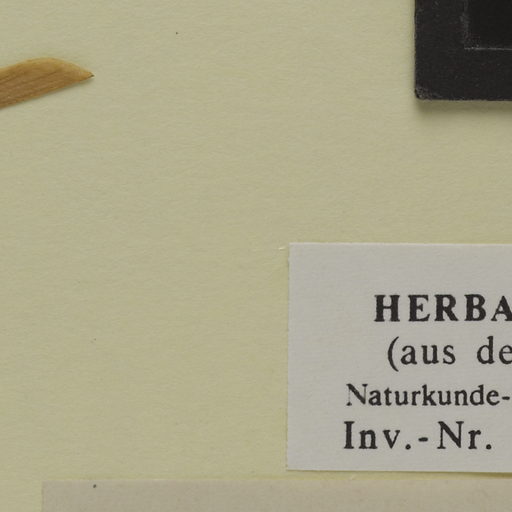 HERBA
(aus de
Naturkunde-
Inv.-Nr.